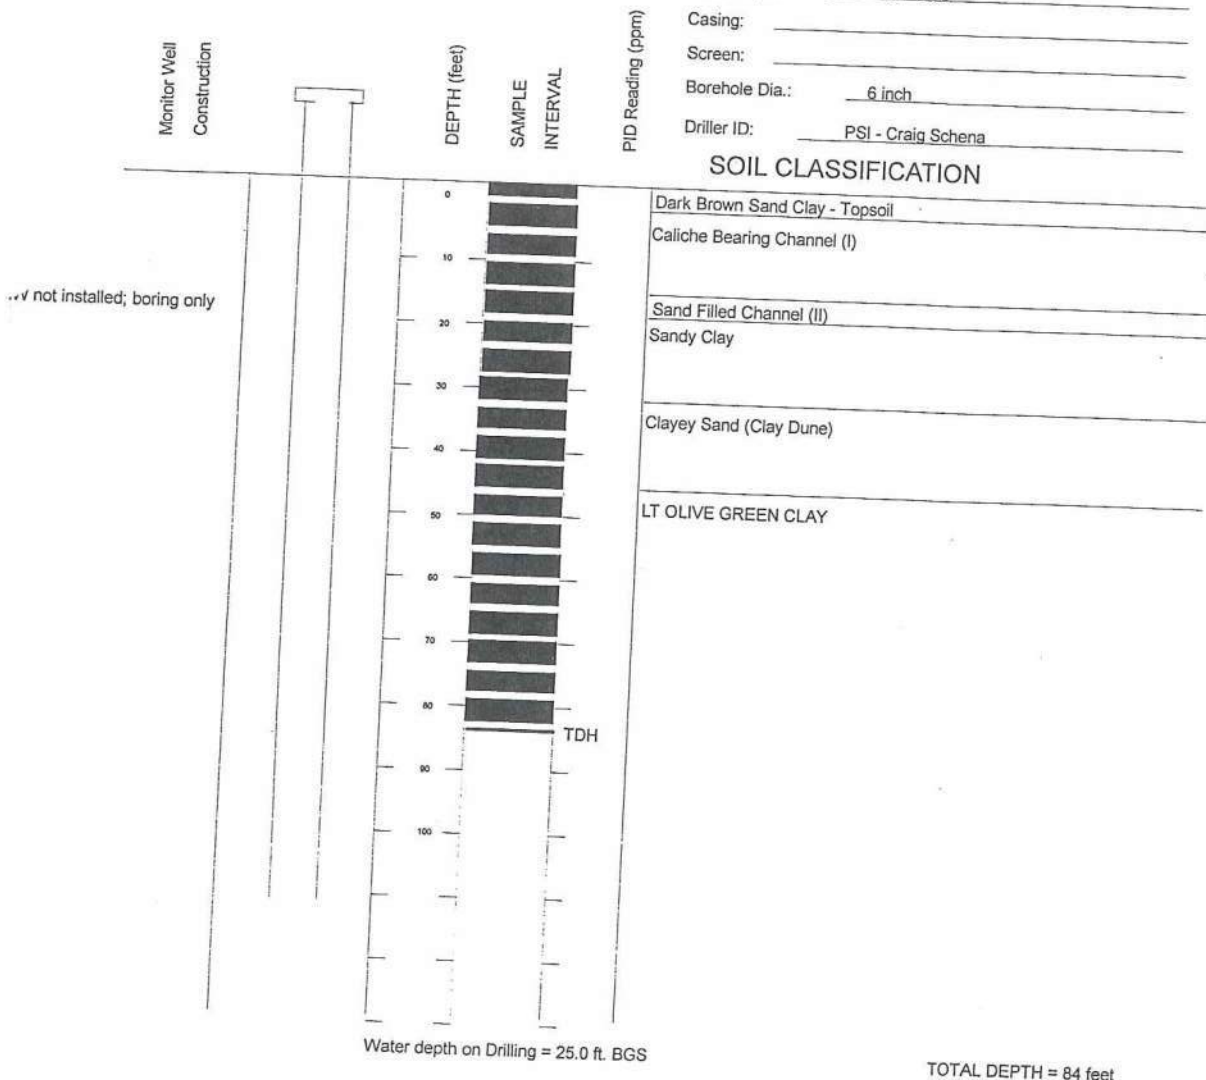 Casing:
Screen:
Borehole Dia.: 6 inch
Driller ID: PSI - Craig Schena
Monitor Well
Construction
DEPTH (feet)
SAMPLE
INTERVAL
PID Reading (ppm)
SOIL CLASSIFICATION
0
Dark Brown Sand Clay - Topsoil
Caliche Bearing Channel (I)
10
not installed; boring only
Sand Filled Channel (II)
20
Sandy Clay
30
Clayey Sand (Clay Dune)
40
50
LT OLIVE GREEN CLAY
60
70
80
TDH
90
100
Water depth on Drilling = 25.0 ft. BGS
TOTAL DEPTH = 84 feet